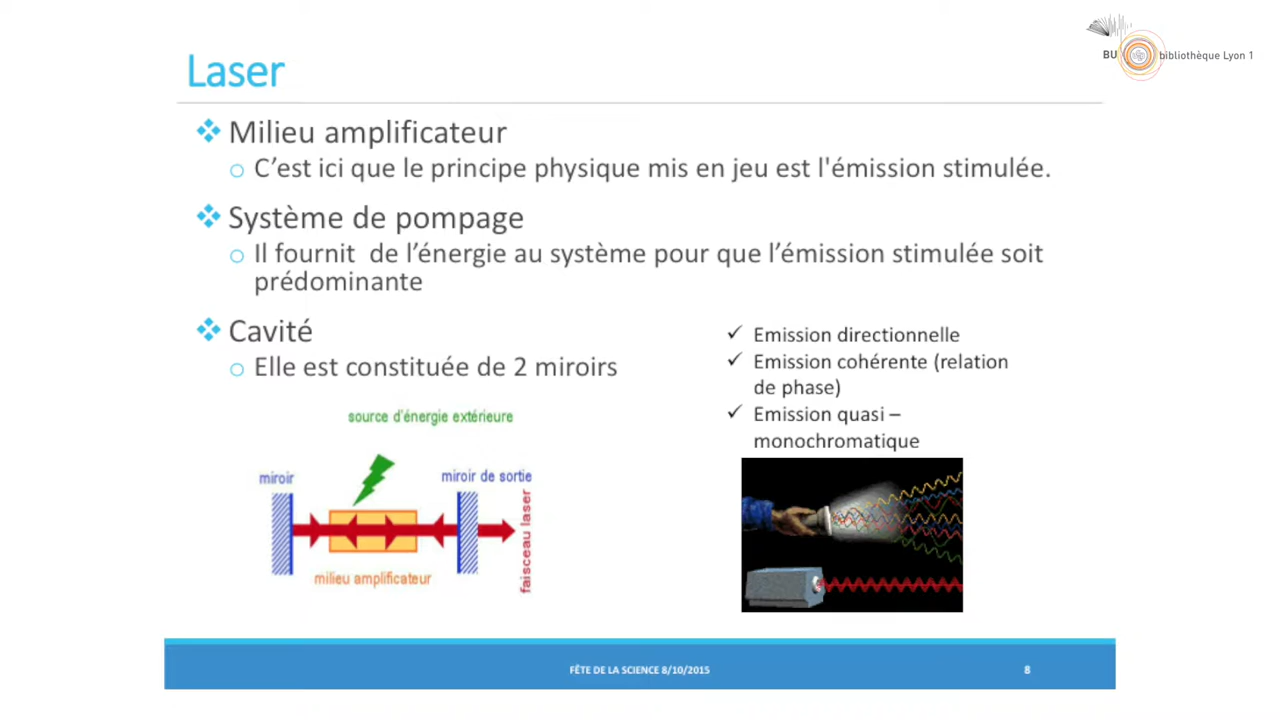 BU bibliothèque Lyon 1
Laser
Milieu amplificateur
C’est ici que le principe physique mis en jeu est l'émission stimulée.
Système de pompage
Il fournit de l’énergie au système pour que l’émission stimulée soit
prédominante
Cavité
Elle est constituée de 2 miroirs
source d'énergie extérieure
miroir
miroir de sortie
faisceau laser
milieu amplificateur
Emission directionnelle
Emission cohérente (relation
de phase)
Emission quasi –
monochromatique
FÊTE DE LA SCIENCE 8/10/2015
8